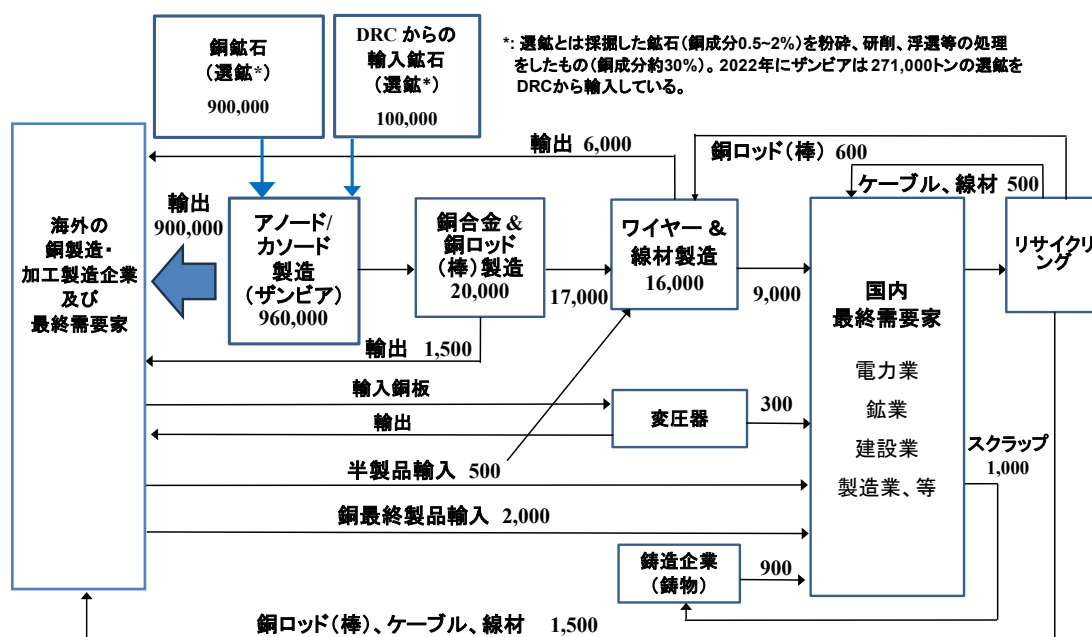 銅鉱石
(選鉱*)
900,000
DRC からの
輸入鉱石
(選鉱*)
100,000
*: 選鉱とは採掘した鉱石(銅成分0.5~2%)を粉砕、研削、浮選等の処理
をしたもの(銅成分約30%)。2022年にザンビアは271,000トンの選鉱を
DRCから輸入している。
輸出 6,000
銅ロッド(棒) 600
ケーブル、線材 500
海外の
銅製造・
加工製造企業
及び
最終需要家
輸出
900,000
アノード/
カソード
製造
(ザンビア)
960,000
銅合金 &
銅ロッド
(棒)製造
20,000
17,000
ワイヤー &
線材製造
16,000
9,000
国内
最終需要家
電力業
鉱業
建設業
製造業、等
リサイクリ
ング
輸出 1,500
輸入銅板
輸出
変圧器
300
半製品輸入 500
スクラップ
1,000
銅最終製品輸入 2,000
鋳造企業
(鋳物)
900
銅ロッド(棒)、ケーブル、線材 1,500